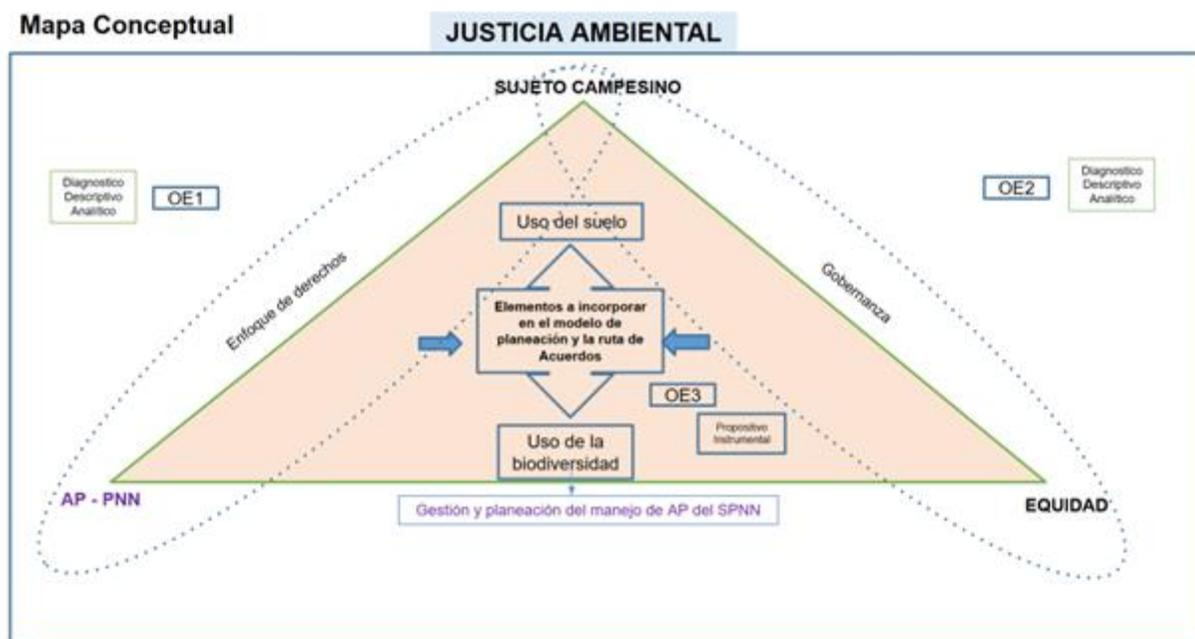 Mapa Conceptual
JUSTICIA AMBIENTAL
SUJETO CAMPESINO
Diagnostico
Descriptivo
Analítico
OE1
OE2
Diagnostico
Descriptivo
Analítico
Uso del suelo
Enfoque de derechos
Gobernanza
Elementos a incorporar
en el modelo de
planeación y la ruta de
Acuerdos
OE3
Propositivo
Instrumental
Uso de la
biodiversidad
AP - PNN
EQUIDAD
Gestión y planeación del manejo de AP del SPNN